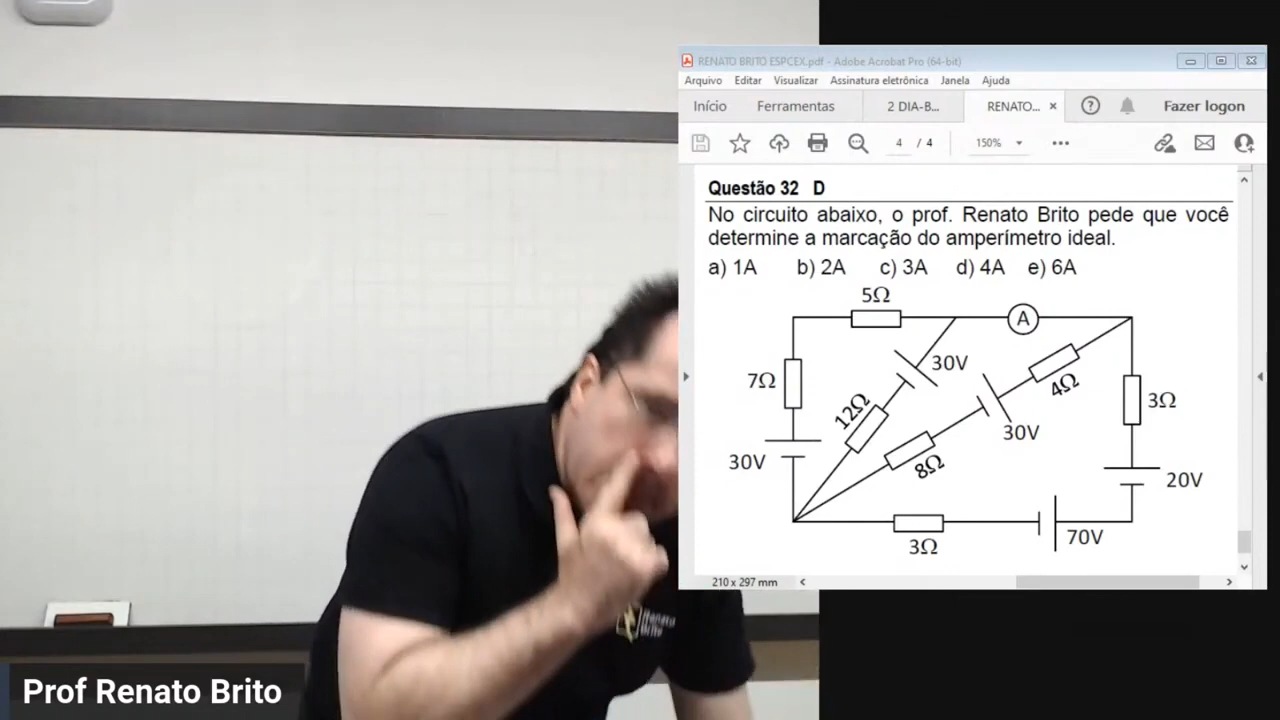 RENATO BRITO ESPCEX.pdf - Adobe Acrobat Pro (64-bit)
Arquivo Editar Visualizar Assinatura eletrônica Janela Ajuda
Início Ferramentas 2 DIA-B... RENATO... × Fazer logon
4 / 4 150%
Questão 32 D
No circuito abaixo, o prof. Renato Brito pede que você
determine a marcação do amperímetro ideal.
a) 1A b) 2A c) 3A d) 4A e) 6A
5Ω
A
30V
7Ω
4Ω
3Ω
12Ω
30V
30V
8Ω
20V
3Ω
70V
210 x 297 mm
Renato
Brito
Prof Renato Brito